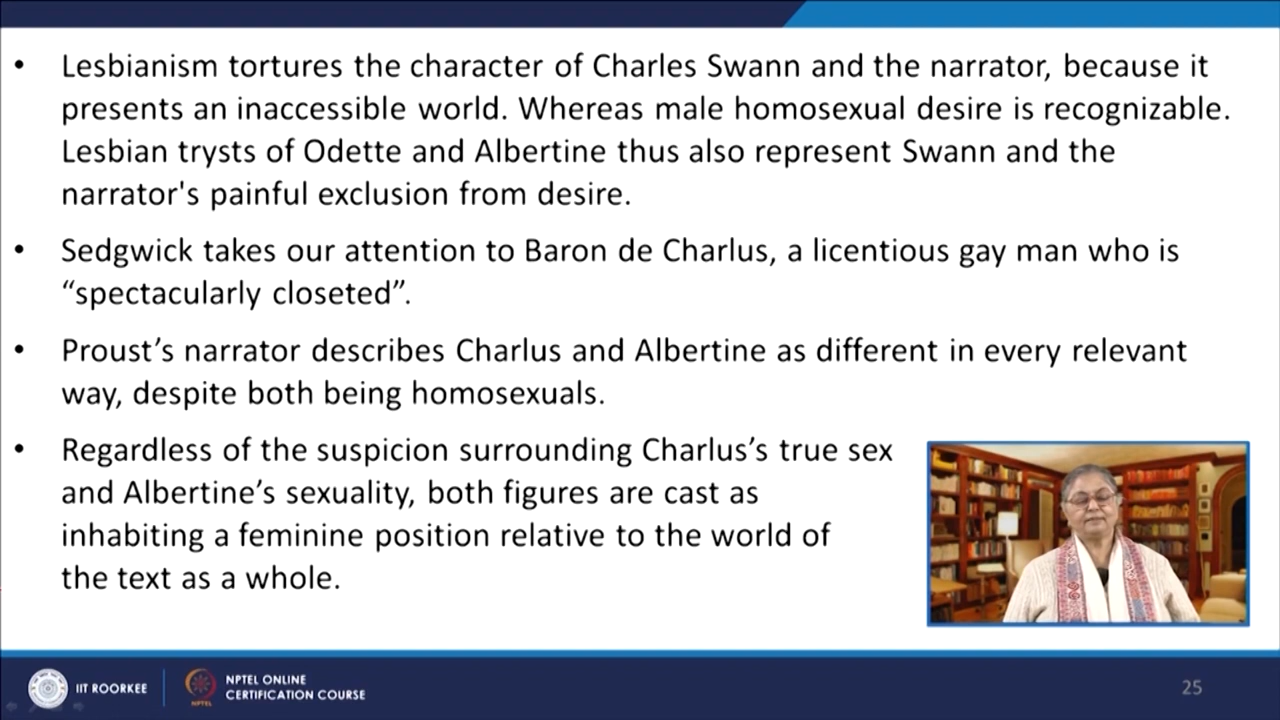 • Lesbianism tortures the character of Charles Swann and the narrator, because it
presents an inaccessible world. Whereas male homosexual desire is recognizable.
Lesbian trysts of Odette and Albertine thus also represent Swann and the
narrator's painful exclusion from desire.
• Sedgwick takes our attention to Baron de Charlus, a licentious gay man who is
“spectacularly closeted”.
• Proust’s narrator describes Charlus and Albertine as different in every relevant
way, despite both being homosexuals.
• Regardless of the suspicion surrounding Charlus’s true sex
and Albertine’s sexuality, both figures are cast as
inhabiting a feminine position relative to the world of
the text as a whole.
IIT ROORKEE
NPTEL
NPTEL ONLINE
CERTIFICATION COURSE
25